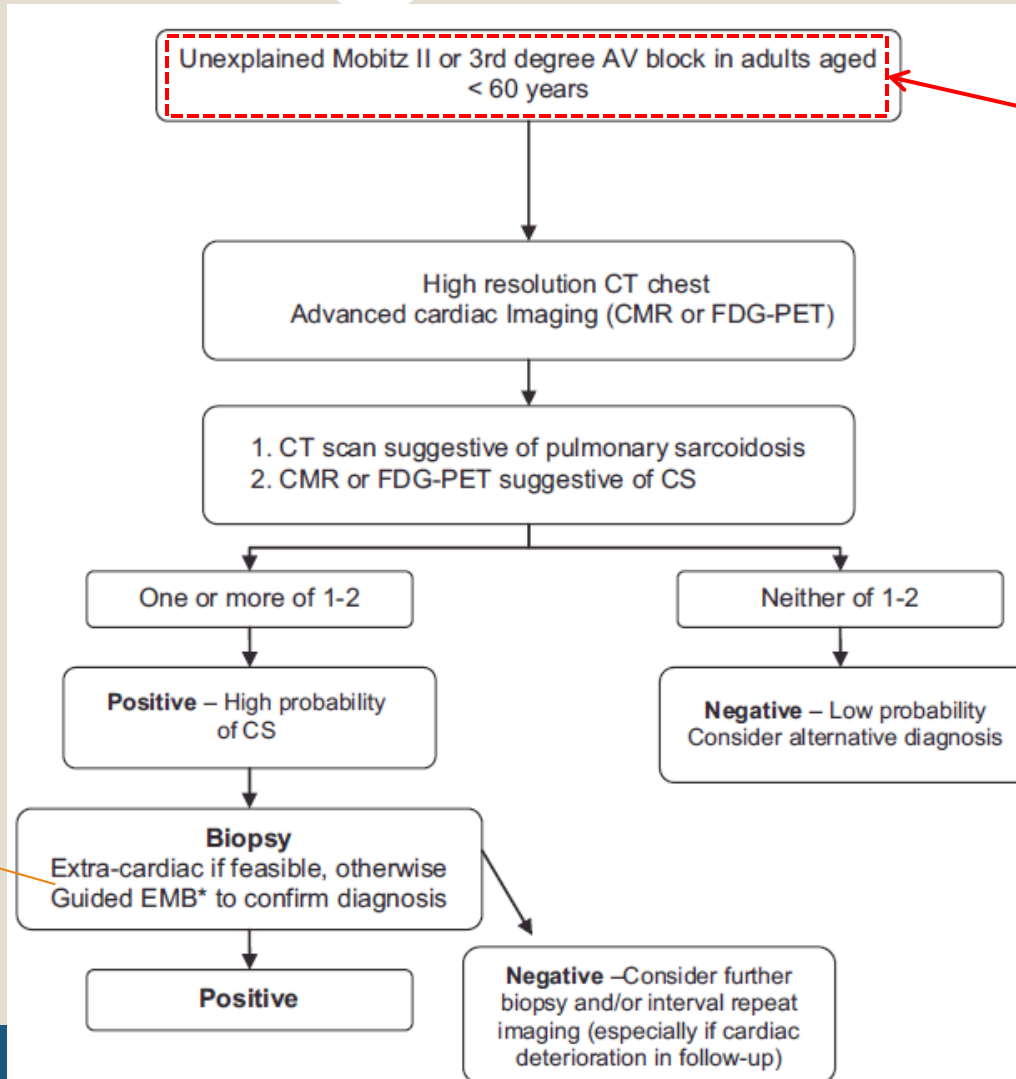 Unexplained Mobitz II or 3rd degree AV block in adults aged
< 60 years
High resolution CT chest
Advanced cardiac Imaging (CMR or FDG-PET)
1. CT scan suggestive of pulmonary sarcoidosis
2. CMR or FDG-PET suggestive of CS
One or more of 1-2
Neither of 1-2
Positive – High probability
of CS
Negative – Low probability
Consider alternative diagnosis
Biopsy
Extra-cardiac if feasible, otherwise
Guided EMB* to confirm diagnosis
Positive
Negative –Consider further
biopsy and/or interval repeat
imaging (especially if cardiac
deterioration in follow-up)